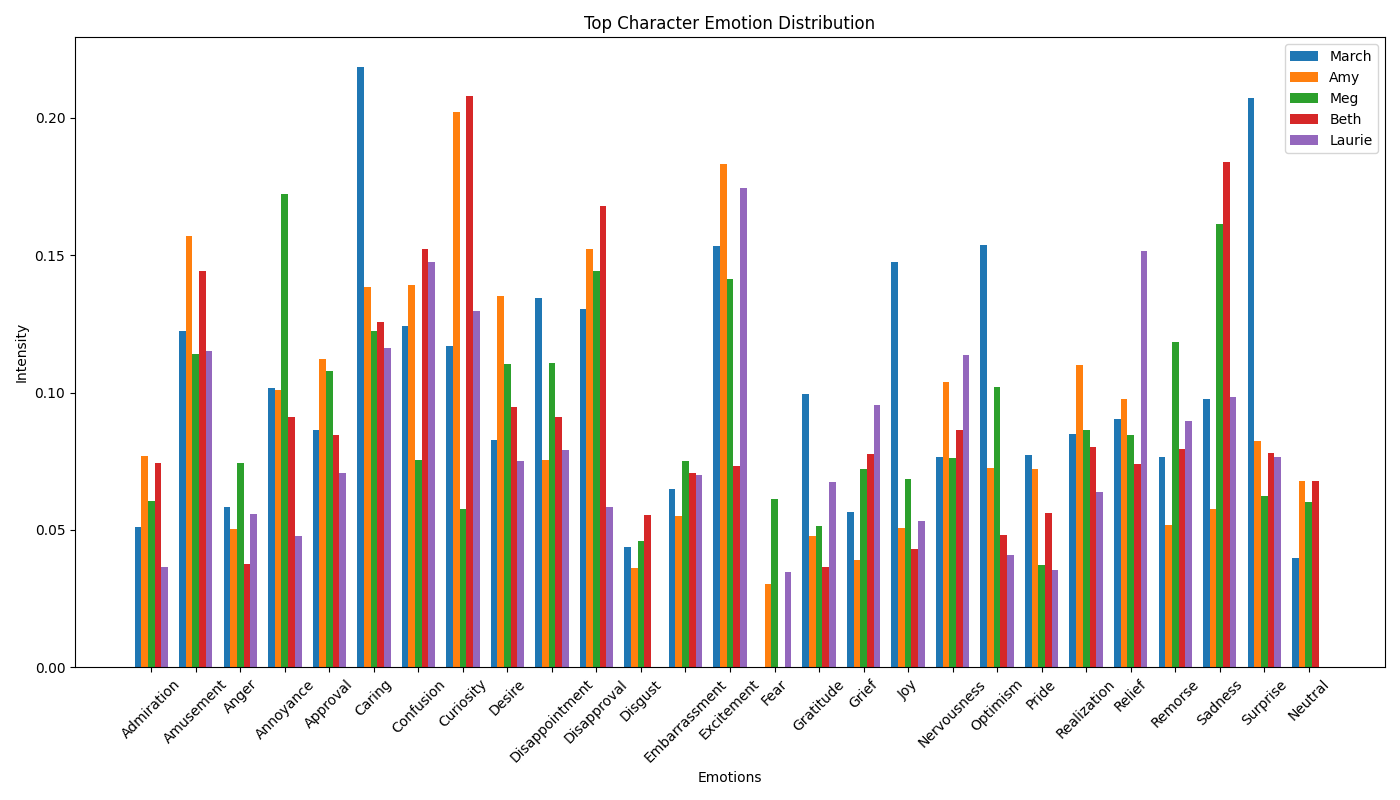 Top Character Emotion Distribution
March
Amy
Meg
Beth
Laurie
Intensity
0.20
0.15
0.10
0.05
0.00
Admiration
Amusement
Anger
Annoyance
Approval
Caring
Confusion
Curiosity
Desire
Disappointment
Disapproval
Disgust
Embarrassment
Excitement
Fear
Gratitude
Grief
Joy
Nervousness
Optimism
Pride
Realization
Relief
Remorse
Sadness
Surprise
Neutral
Emotions